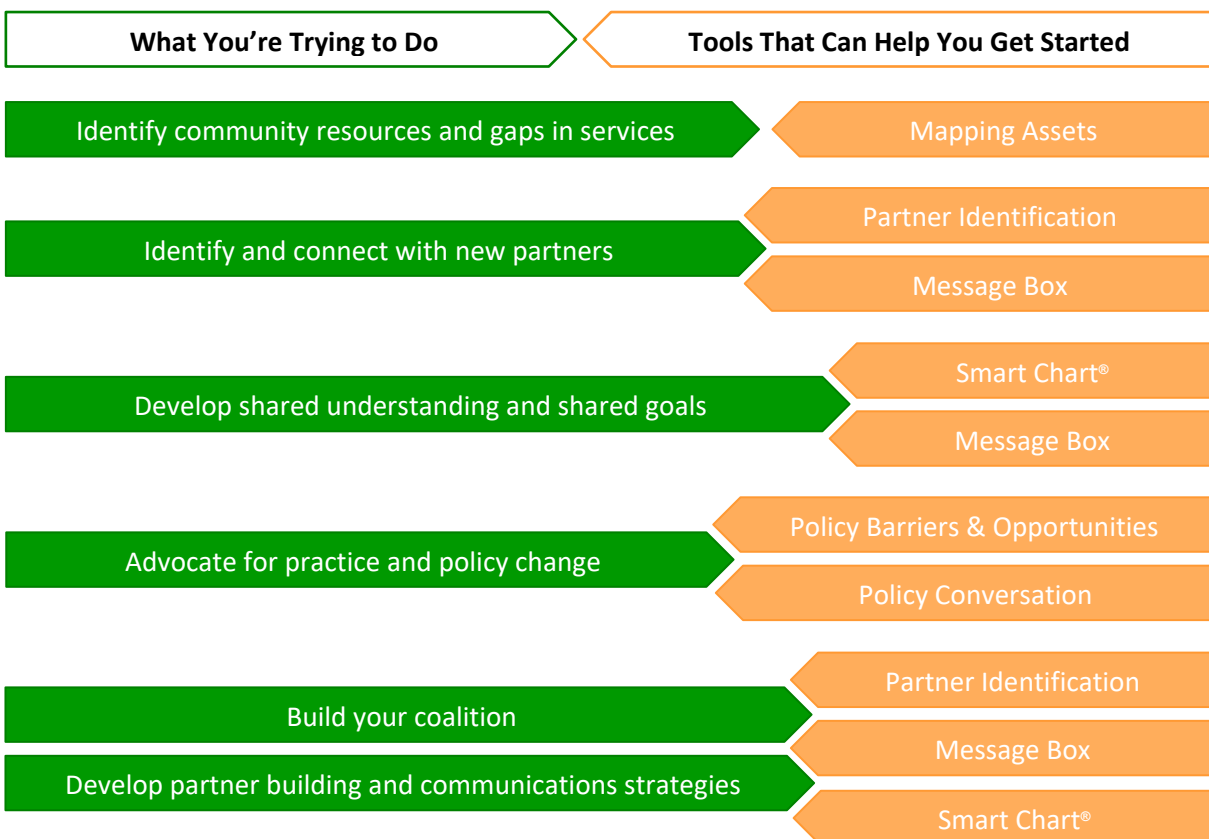 What You’re Trying to Do
Tools That Can Help You Get Started
Identify community resources and gaps in services
Mapping Assets
Identify and connect with new partners
Partner Identification
Message Box
Develop shared understanding and shared goals
Smart Chart®
Message Box
Advocate for practice and policy change
Policy Barriers & Opportunities
Policy Conversation
Build your coalition
Develop partner building and communications strategies
Partner Identification
Message Box
Smart Chart®